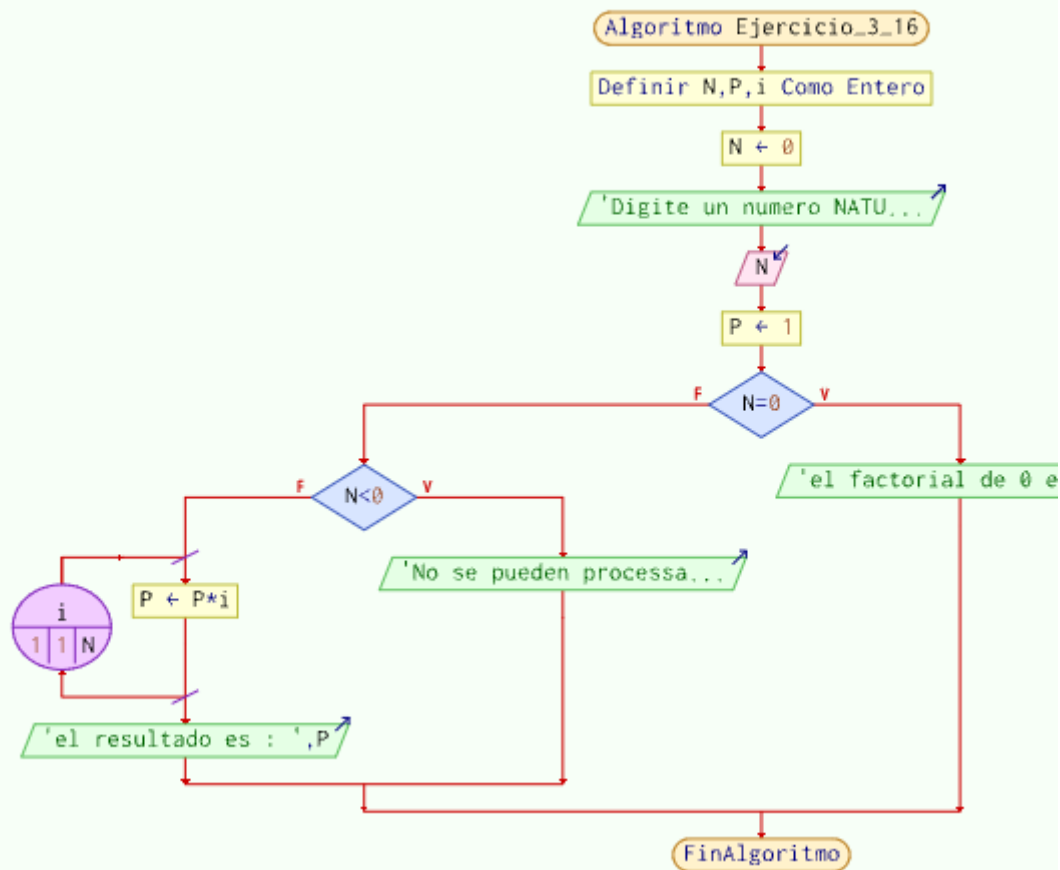 Algoritmo Ejercicio_3_16
Definir N,P,i Como Entero
N ← 0
'Digite un numero NATU...
N
P ← 1
F
N=0
V
'el factorial de 0 e
F
N<0
V
'No se pueden processa...
P ← P*i
i
1 1 N
'el resultado es : ',P
FinAlgoritmo